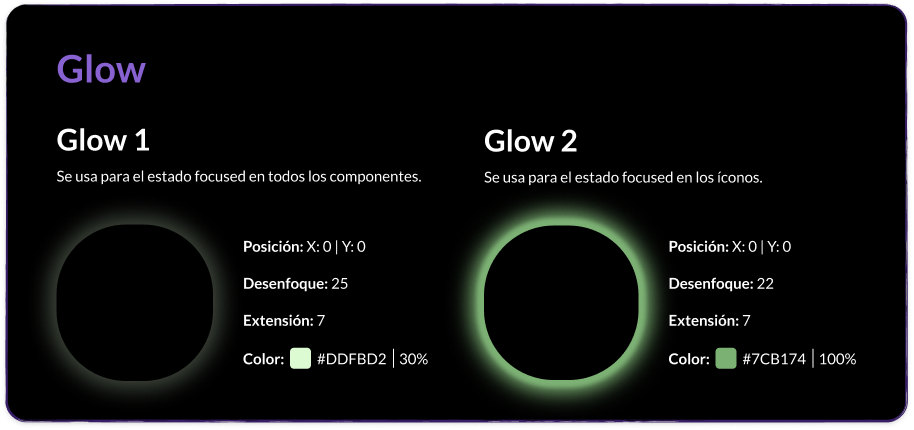 Glow
Glow 1
Se usa para el estado focused en todos los componentes.
Posición: X: 0 | Y: 0
Desenfoque: 25
Extensión: 7
Color: #DDFBD2 | 30%
Glow 2
Se usa para el estado focused en los íconos.
Posición: X: 0 | Y: 0
Desenfoque: 22
Extensión: 7
Color: #7CB174 | 100%